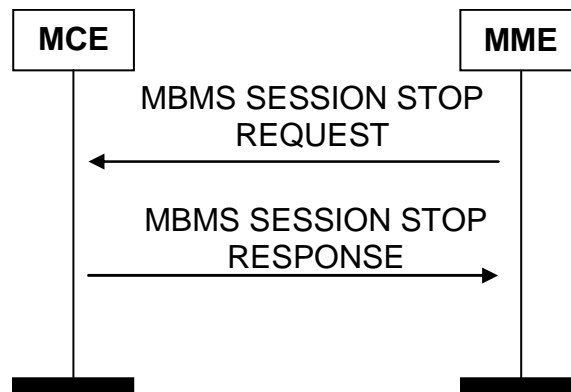 MCE
MME
MBMS SESSION STOP
REQUEST
MBMS SESSION STOP
RESPONSE